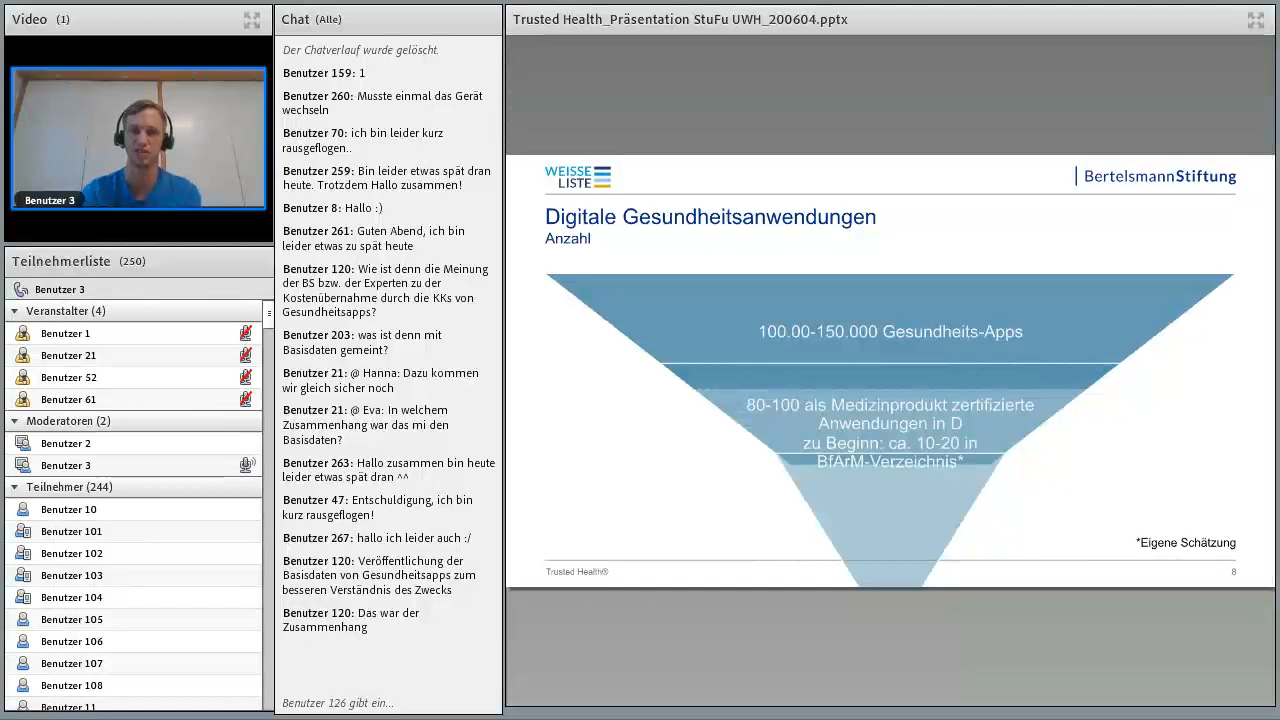 Video (1)
Benutzer 3
Teilnehmerliste (250)
Benutzer 3
Veranstalter (4)
Benutzer 1
Benutzer 21
Benutzer 52
Benutzer 61
Moderatoren (2)
Benutzer 2
Benutzer 3
Teilnehmer (244)
Benutzer 10
Benutzer 101
Benutzer 102
Benutzer 103
Benutzer 104
Benutzer 105
Benutzer 106
Benutzer 107
Benutzer 108
Benutzer 11
Chat (Alle)
Der Chatverlauf wurde gelöscht.
Benutzer 159: 1
Benutzer 260: Musste einmal das Gerät
wechseln
Benutzer 70: ich bin leider kurz
rausgeflogen..
Benutzer 259: Bin leider etwas spät dran
heute. Hallo zusammen!
Benutzer 8: Hallo :)
Benutzer 261: Guten Abend, ich bin
leider etwas zu spät heute
Benutzer 120: Wie ist denn die Meinung
der BS bzw. der Experten zu der
Kostenübernahme durch die KKs von
Gesundheitsapps?
Benutzer 203: was ist denn mit
Basisdaten gemeint?
Benutzer 21: @ Hanna: Dazu kommen
wir gleich sicher noch
Benutzer 21: @ Eva: In welchem
Zusammenhang war das mi den
Basisdaten?
Benutzer 263: Hallo zusammen bin heute
leider etwas spät dran ^^
Benutzer 47: Entschuldigung, ich bin
kurz rausgeflogen!
Benutzer 267: hallo ich leider auch :/
Benutzer 120: Veröffentlichung der
Basisdaten von Gesundheitsapps zum
besseren Verständnis des Zwecks
Benutzer 120: Das war der
Zusammenhang
Benutzer 126 gibt ein...
Trusted Health_Präsentation StuFu UWH_200604.pptx
WEISSE
LISTE
BertelsmannStiftung
Digitale Gesundheitsanwendungen
Anzahl
100.00-150.000 Gesundheits-Apps
80-100 als Medizinprodukt zertifizierte
Anwendungen in D
zu Beginn: ca. 10-20 in
BfArM-Verzeichnis*
*Eigene Schätzung
Trusted Health®
8